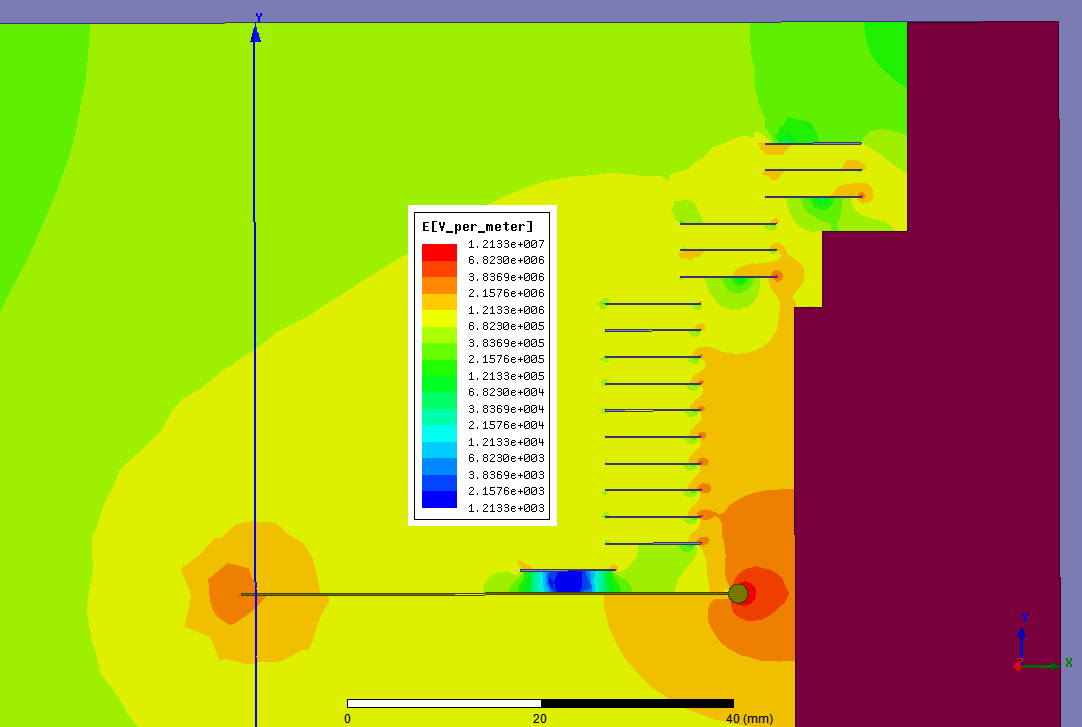 Y
E[V_per_meter]
1.2133e+007
6.8230e+006
3.8369e+006
2.1576e+006
1.2133e+006
6.8230e+005
3.8369e+005
2.1576e+005
1.2133e+005
6.8230e+004
3.8369e+004
2.1576e+004
1.2133e+004
6.8230e+003
3.8369e+003
2.1576e+003
1.2133e+003
Y
Z
X
0 20 40 (mm)